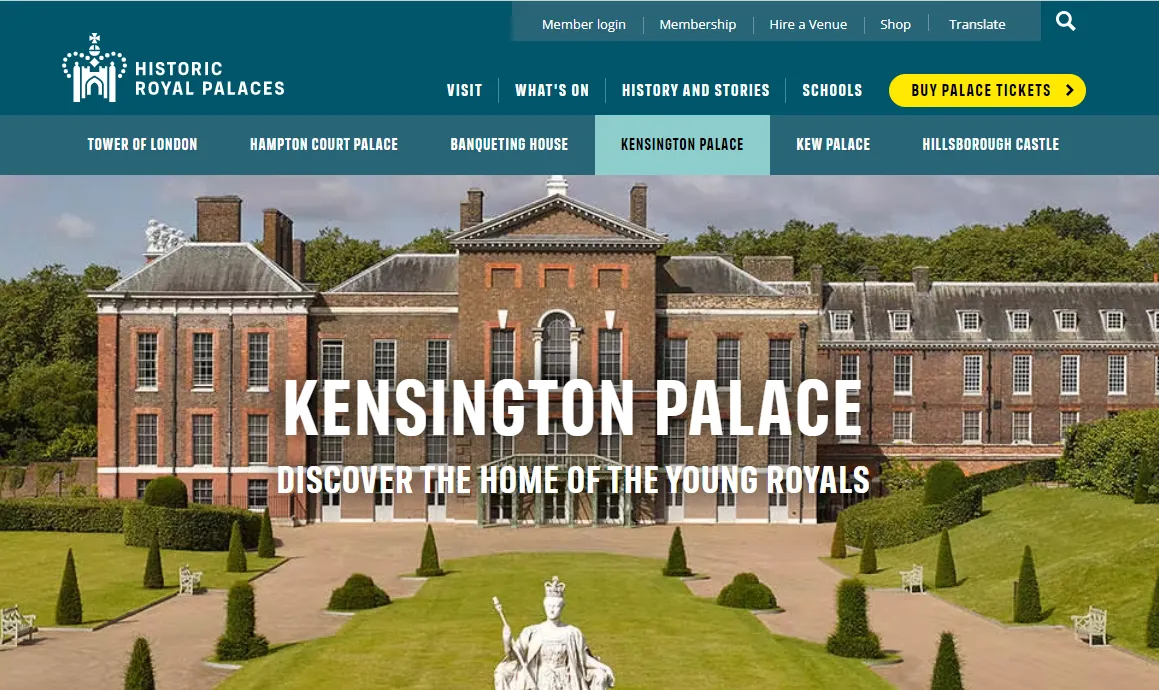 Member login
Membership
Hire a Venue
Shop
Translate
HISTORIC
ROYAL PALACES
VISIT
WHAT'S ON
HISTORY AND STORIES
SCHOOLS
BUY PALACE TICKETS
TOWER OF LONDON
HAMPTON COURT PALACE
BANQUETING HOUSE
KENSINGTON PALACE
KEW PALACE
HILLSBOROUGH CASTLE
KENSINGTON PALACE
DISCOVER THE HOME OF THE YOUNG ROYALS